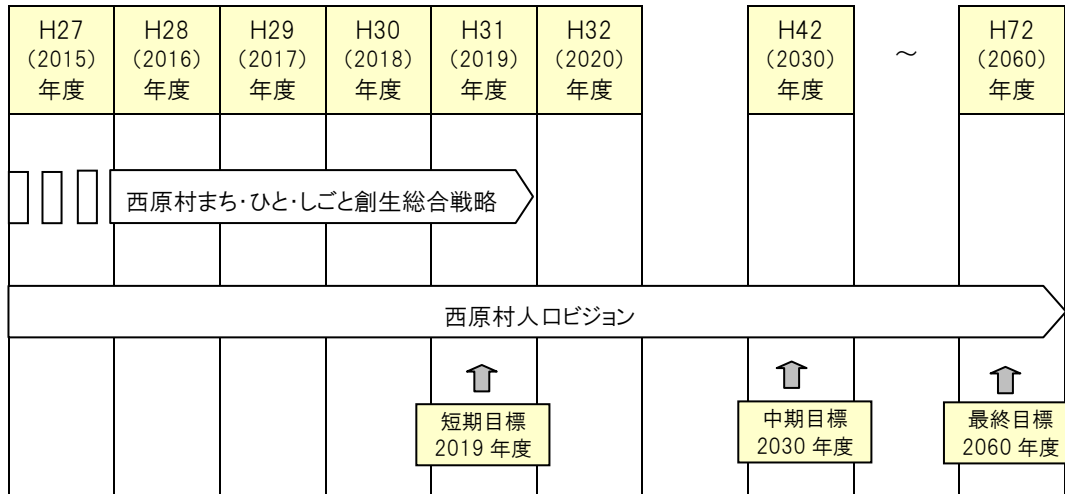 H27
(2015)
年度
H28
(2016)
年度
H29
(2017)
年度
H30
(2018)
年度
H31
(2019)
年度
H32
(2020)
年度
H42
(2030)
年度
～
H72
(2060)
年度
西原村まち・ひと・しごと創生総合戦略
西原村人口ビジョン
短期目標
2019 年度
中期目標
2030 年度
最終目標
2060 年度